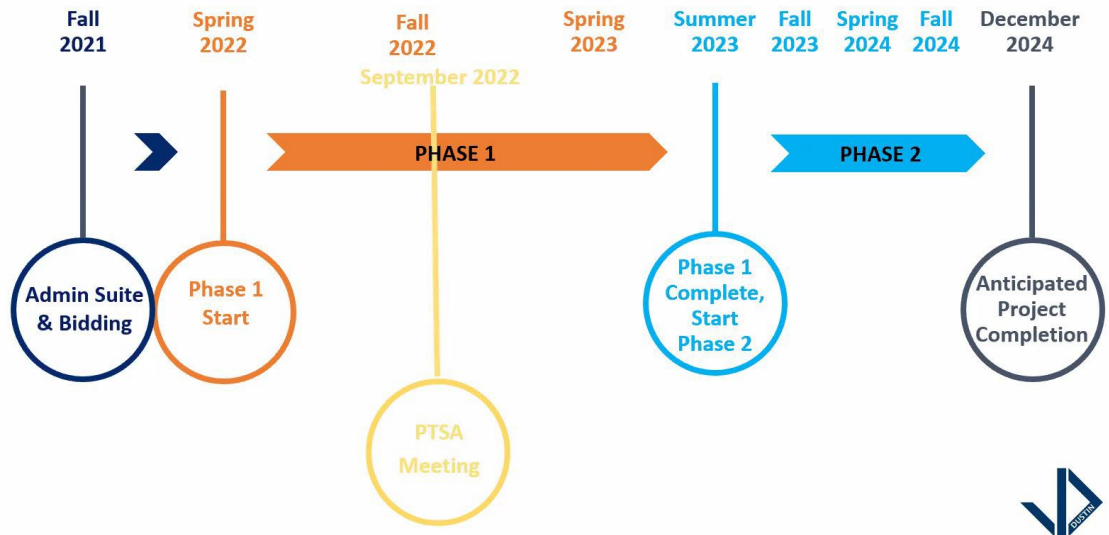 Fall
2021
Spring
2022
Fall
2022
Spring
2023
Summer
2023
Fall
2023
Spring
2024
Fall
2024
December
2024
September 2022
PHASE 1
PHASE 2
Admin Suite
& Bidding
Phase 1
Start
Phase 1
Complete,
Start
Phase 2
Anticipated
Project
Completion
PTSA
Meeting
DUSTIN